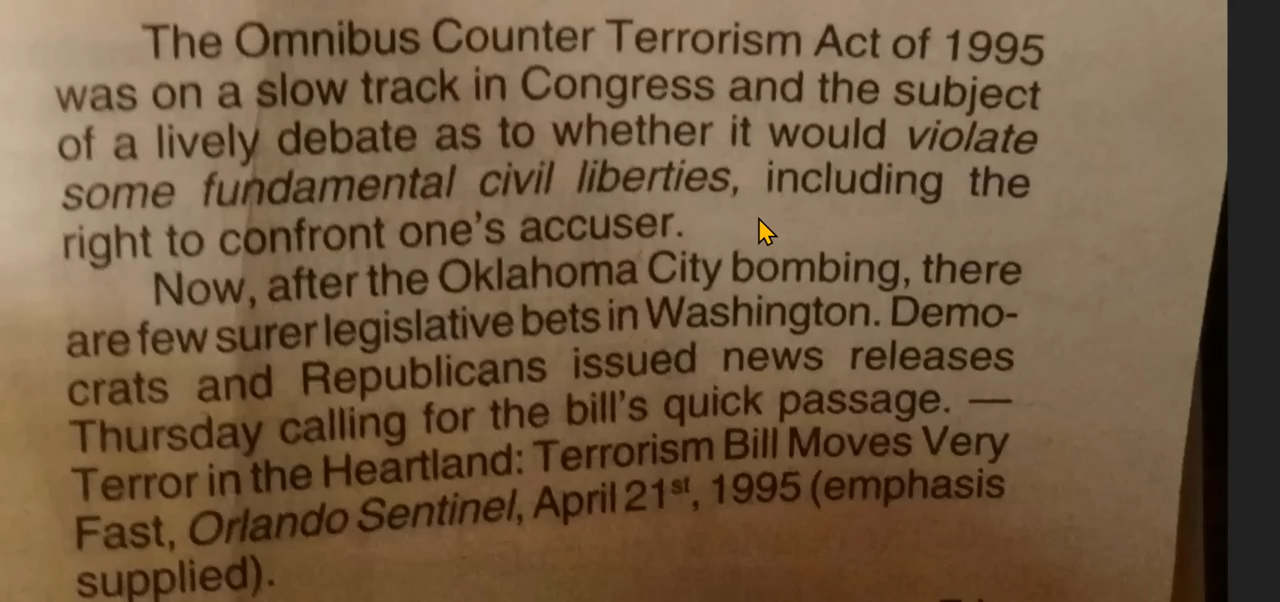 The Omnibus Counter Terrorism Act of 1995
was on a slow track in Congress and the subject
of a lively debate as to whether it would violate
some fundamental civil liberties, including the
right to confront one's accuser.
Now, after the Oklahoma City bombing, there
are few surer legislative bets in Washington. Demo-
crats and Republicans issued news releases
Thursday calling for the bill's quick passage. —
Terror in the Heartland: Terrorism Bill Moves Very
Fast, Orlando Sentinel, April 21st, 1995 (emphasis
supplied).